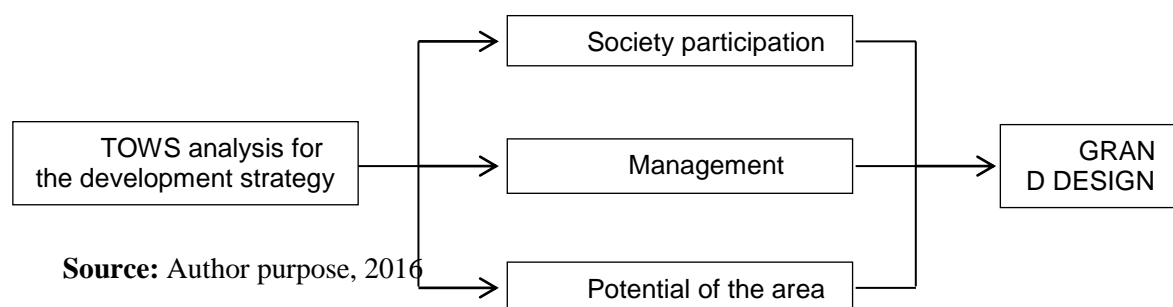 Society participation
TOWS analysis for
the development strategy
Management
GRAN
D DESIGN
Source: Author purpose, 2016
Potential of the area